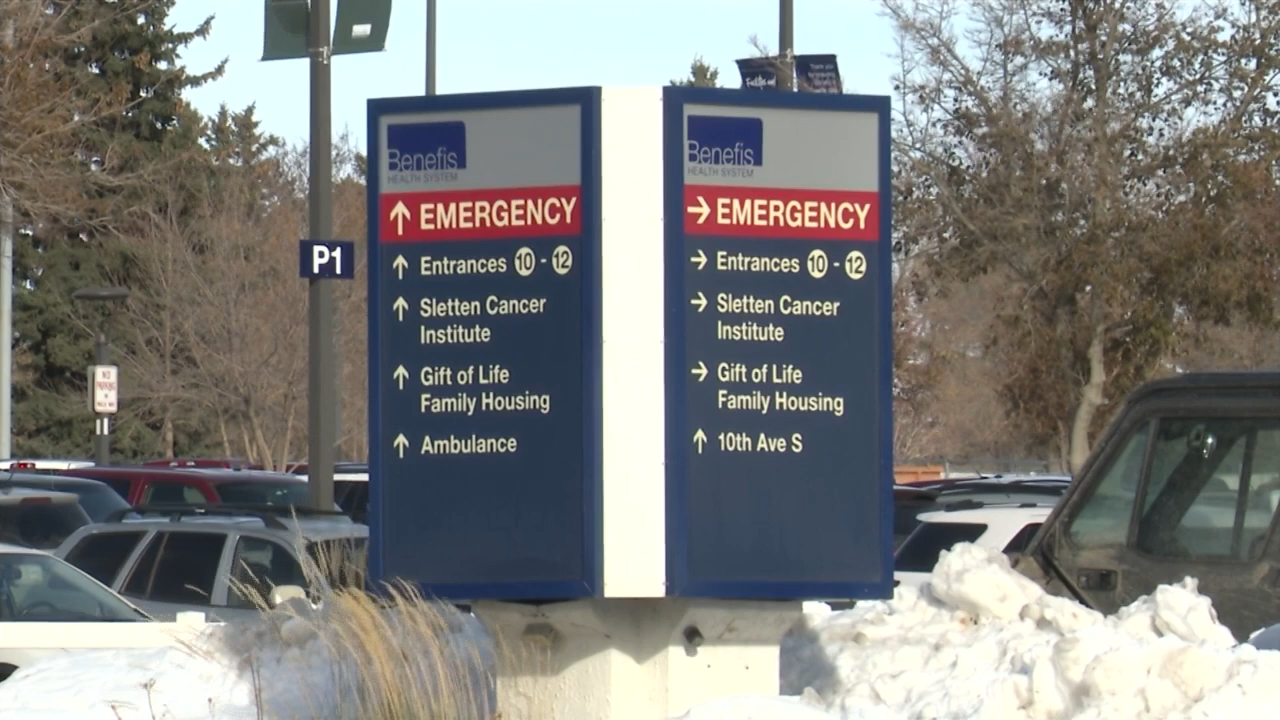 Benefis
HEALTH SYSTEM
↑ EMERGENCY
↑ Entrances 10 - 12
↑ Sletten Cancer
Institute
↑ Gift of Life
Family Housing
↑ Ambulance
Benefis
HEALTH SYSTEM
→ EMERGENCY
→ Entrances 10 - 12
→ Sletten Cancer
Institute
→ Gift of Life
Family Housing
↑ 10th Ave S
P1
NO
PARKING